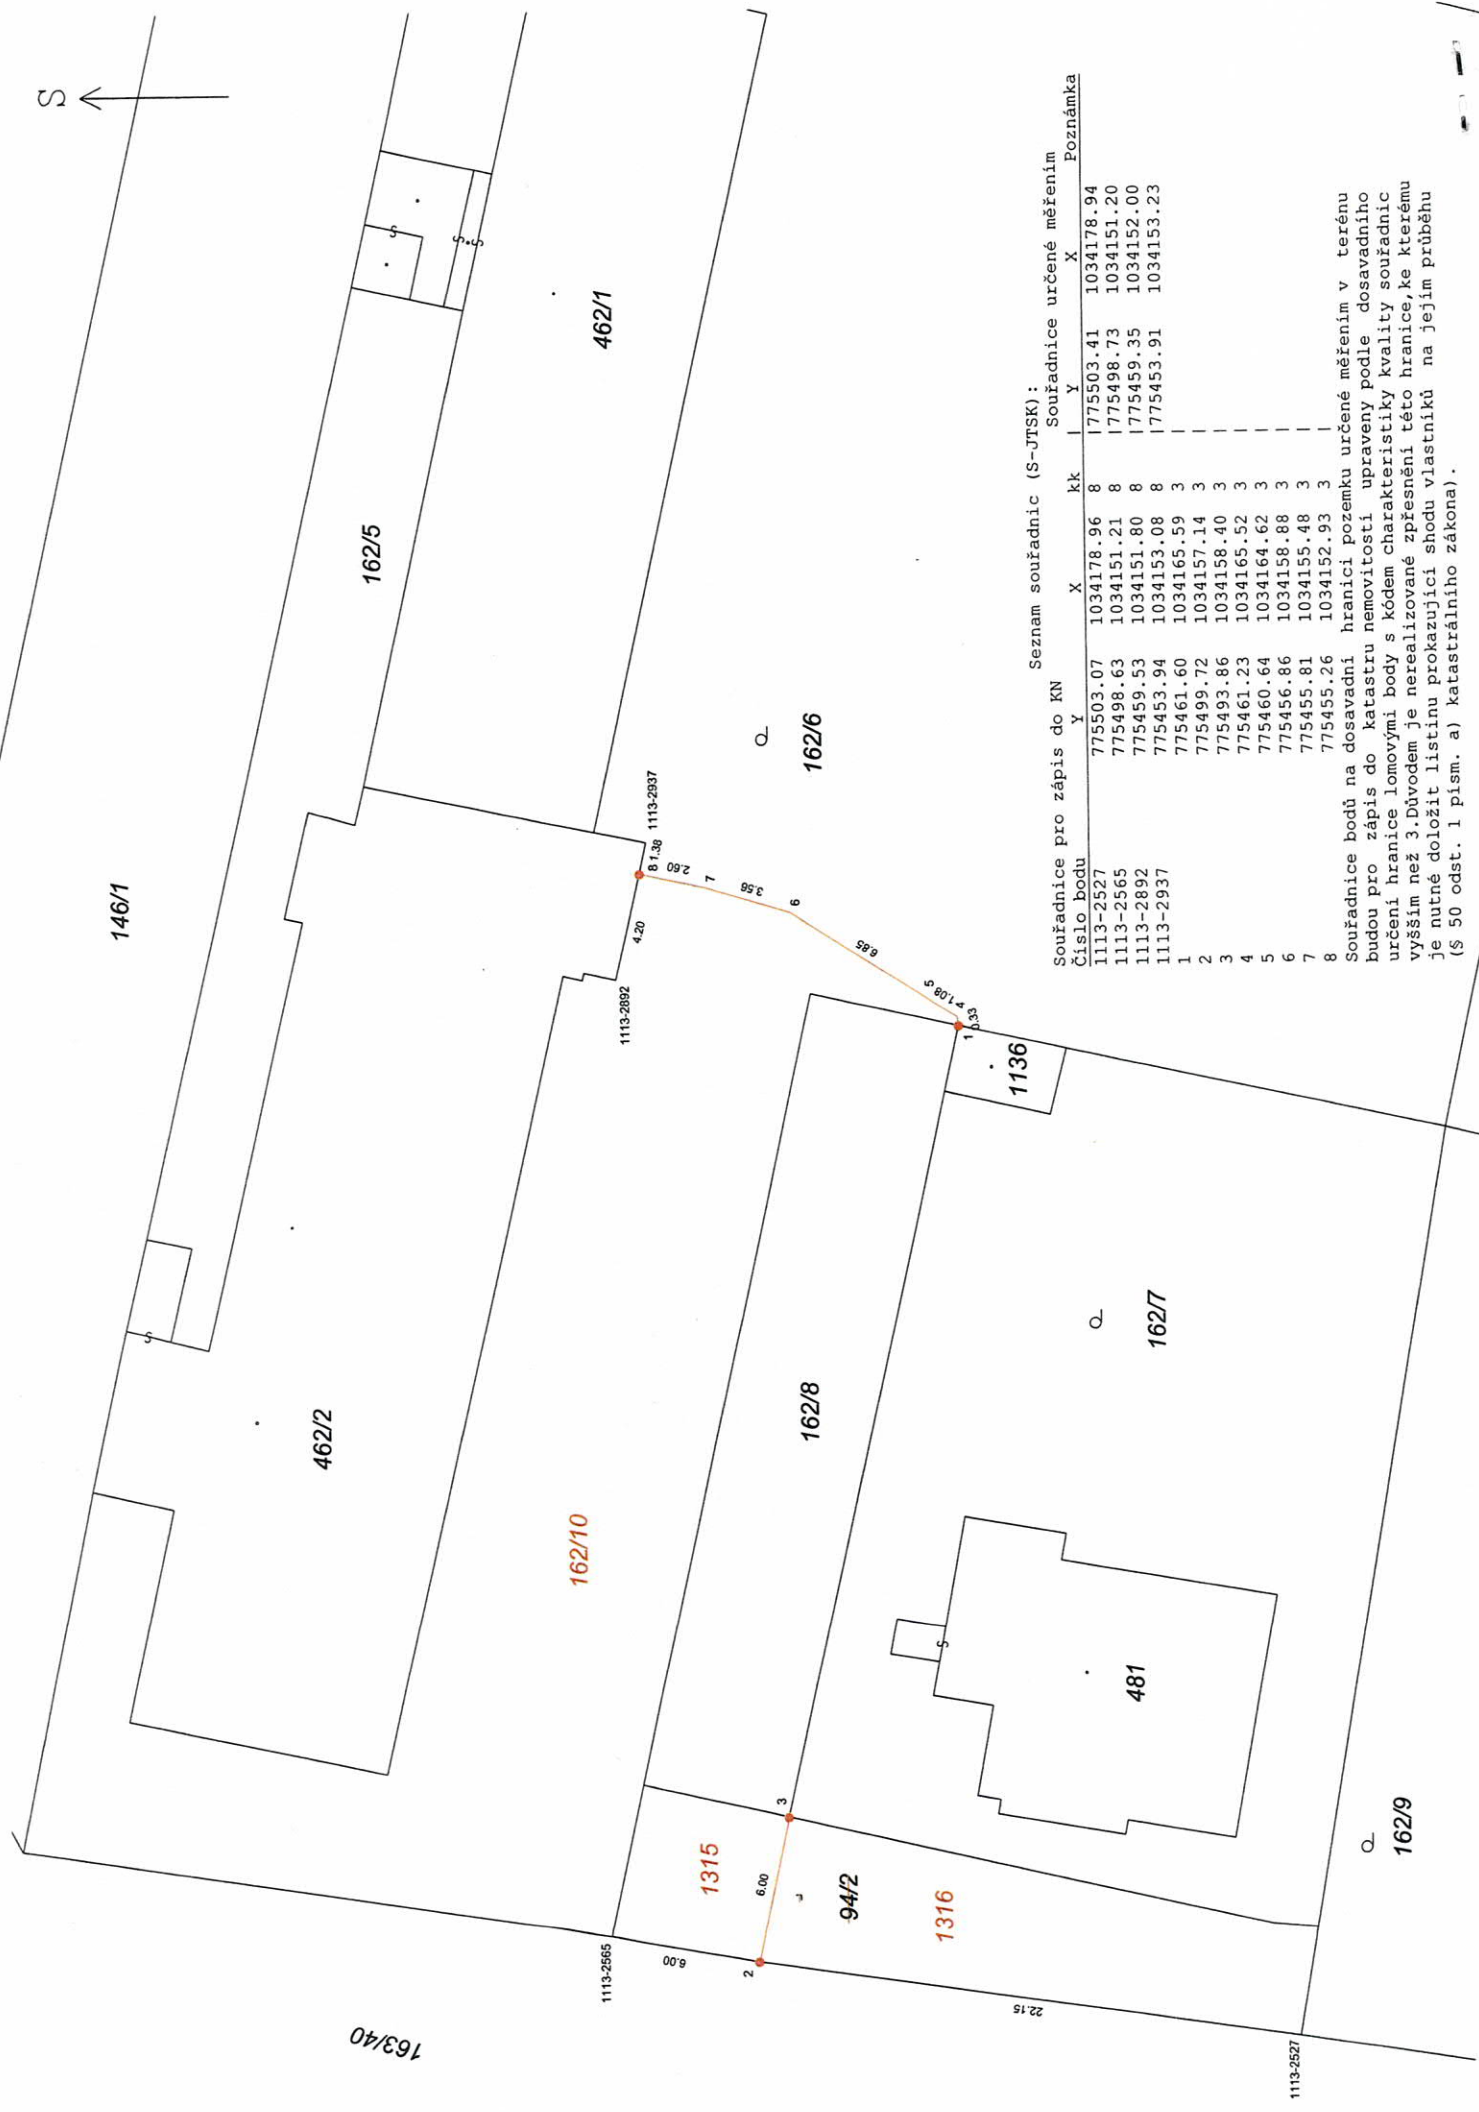 S
146/1
162/5
462/1
462/2
162/6
162/10
162/8
1136
162/7
481
1315
94/2
1316
162/9
163/40
1113-2937
1113-2892
1113-2565
1113-2527
8 1.38
2.60
7
3.56
6
6.85
5
1.08
4
0.33
1
4.20
3
6.00
6.00
2
22.15
Seznam souřadnic (S-JTSK):
Souřadnice pro zápis do KN Souřadnice určené měřením
Číslo bodu Y X kk | Y X Poznámka
1113-2527 775503.07 1034178.96 8 |775503.41 1034178.94
1113-2565 775498.63 1034151.21 8 |775498.73 1034151.20
1113-2892 775459.53 1034151.80 8 |775459.35 1034152.00
1113-2937 775453.94 1034153.08 8 |775453.91 1034153.23
1 775461.60 1034165.59 3 |
2 775499.72 1034157.14 3 |
3 775493.86 1034158.40 3 |
4 775461.23 1034165.52 3 |
5 775460.64 1034164.62 3 |
6 775456.86 1034158.88 3 |
7 775455.81 1034155.48 3 |
8 775455.26 1034152.93 3 |
Souřadnice bodů na dosavadní hranici pozemku určené měřením v terénu
budou pro zápis do katastru nemovitostí upraveny podle dosavadního
určení hranice lomovými body s kódem charakteristiky kvality souřadnic
vyšším než 3.Důvodem je nerealizované zpřesnění této hranice,ke kterému
je nutné doložit listinu prokazující shodu vlastníků na jejím průběhu
(§ 50 odst. 1 písm. a) katastrálního zákona).